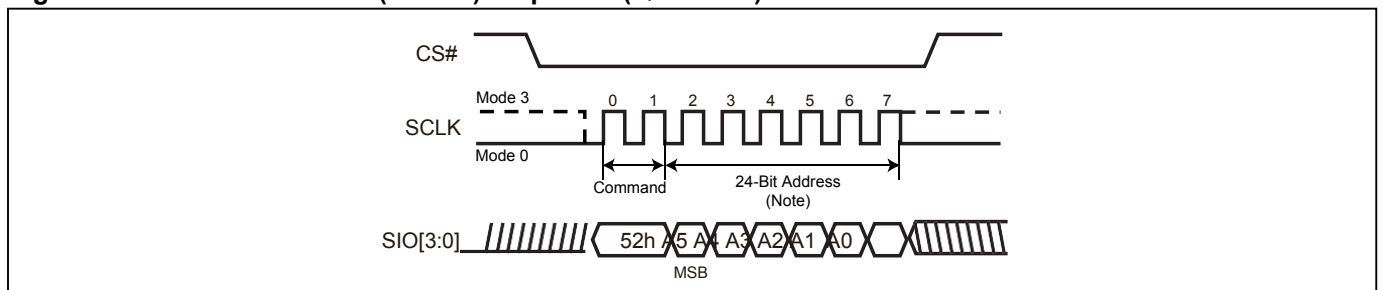 CS#
Mode 3
0 1 2 3 4 5 6 7
SCLK
Mode 0
Command
24-Bit Address
(Note)
SIO[3:0]
52h A5 A4 A3 A2 A1 A0
MSB